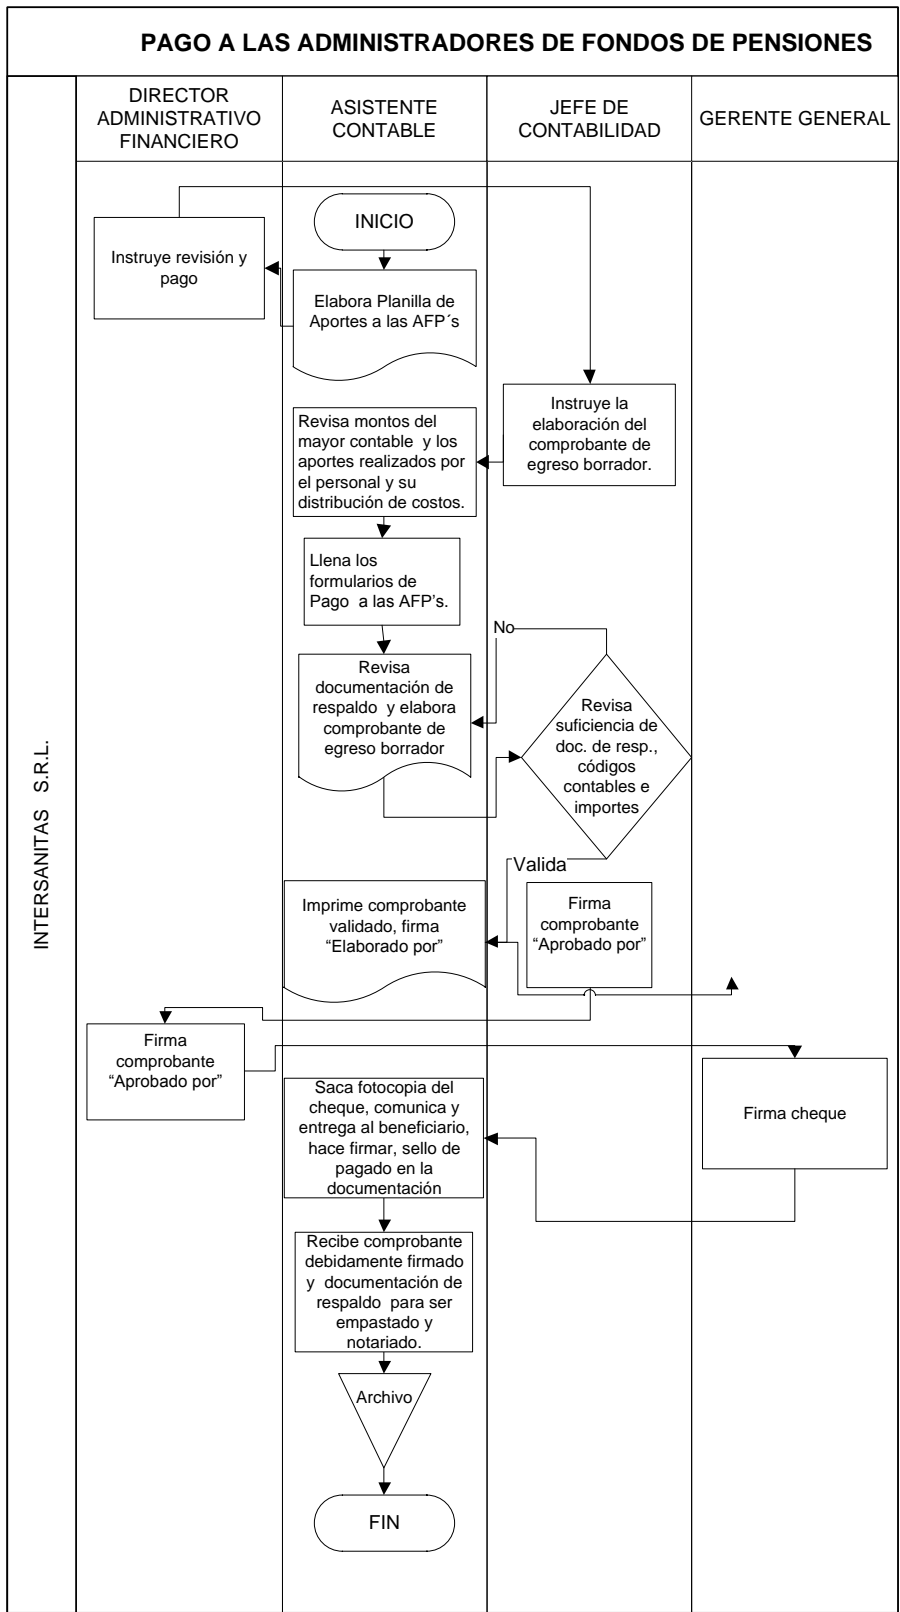 PAGO A LAS ADMINISTRADORES DE FONDOS DE PENSIONES
DIRECTOR
ADMINISTRATIVO
FINANCIERO
ASISTENTE
CONTABLE
JEFE DE
CONTABILIDAD
GERENTE GENERAL
INTERSANITAS S.R.L.
INICIO
Instruye revisión y
pago
Elabora Planilla de
Aportes a las AFP´s
Instruye la
elaboración del
comprobante de
egreso borrador.
Revisa montos del
mayor contable y los
aportes realizados por
el personal y su
distribución de costos.
Llena los
formularios de
Pago a las AFP’s.
No
Revisa
documentación de
respaldo y elabora
comprobante de
egreso borrador
Revisa
suficiencia de
doc. de resp.,
códigos
contables e
importes
Valida
Imprime comprobante
validado, firma
“Elaborado por”
Firma
comprobante
“Aprobado por”
Firma
comprobante
“Aprobado por”
Firma cheque
Saca fotocopia del
cheque, comunica y
entrega al beneficiario,
hace firmar, sello de
pagado en la
documentación
Recibe comprobante
debidamente firmado
y documentación de
respaldo para ser
empastado y
notariado.
Archivo
FIN